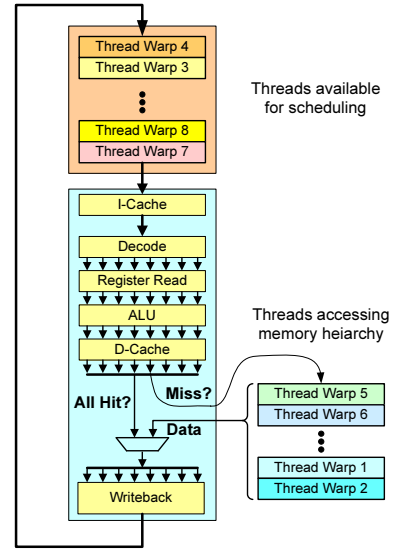 Thread Warp 4
Thread Warp 3
Thread Warp 8
Thread Warp 7
Threads available
for scheduling
I-Cache
Decode
Register Read
ALU
D-Cache
All Hit?
Miss?
Data
Writeback
Threads accessing
memory heiarchy
Thread Warp 5
Thread Warp 6
Thread Warp 1
Thread Warp 2